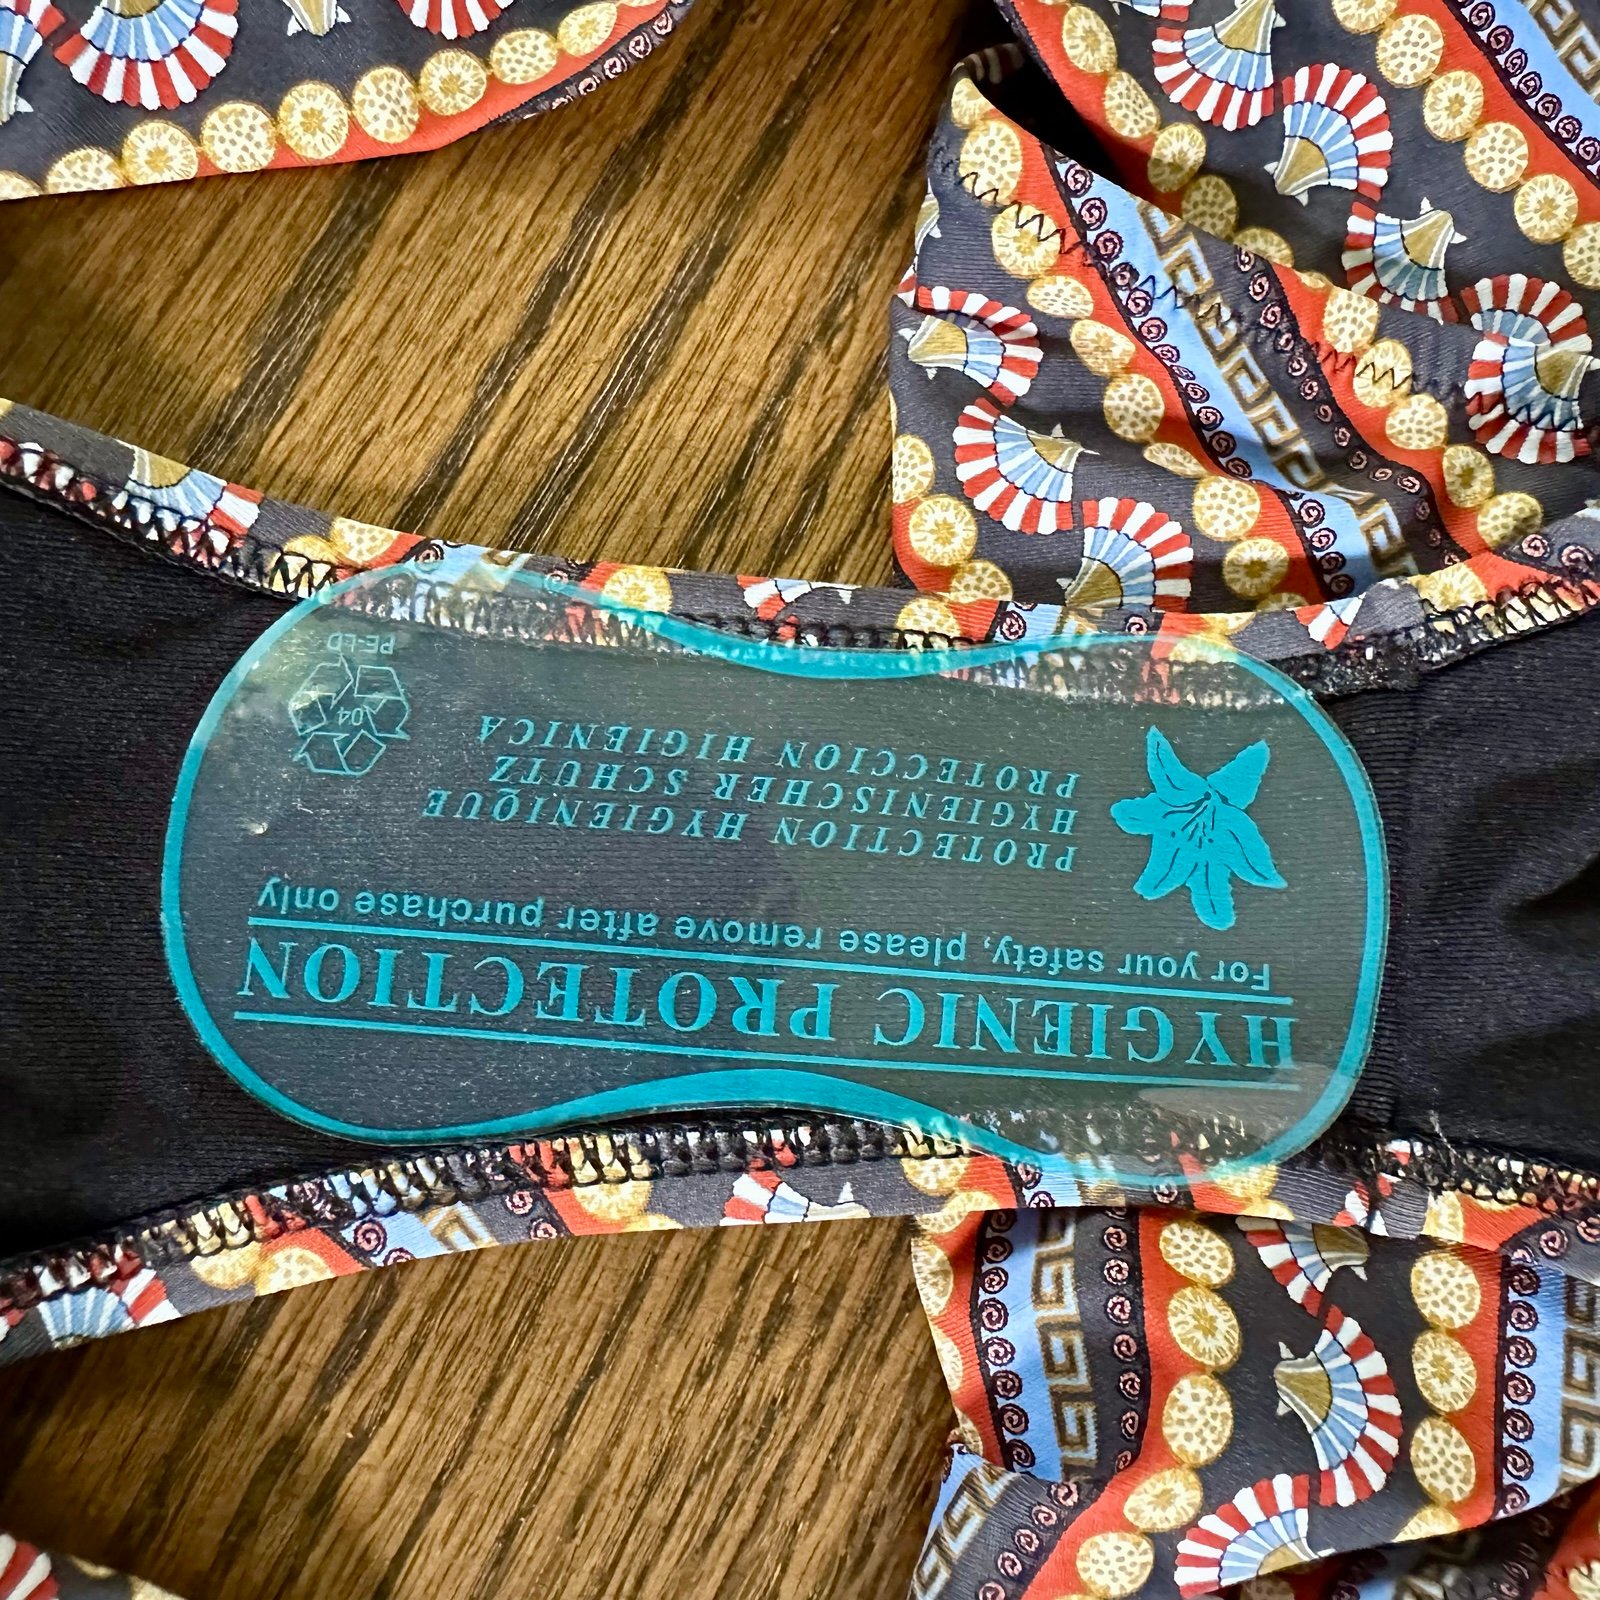 HYGIENIC PROTECTION
For your safety, please remove after purchase only
PROTECTION HYGIENIQUE
HYGIENISCHER SCHUTZ
PROTECCION HIGIENICA
04
PE-LD